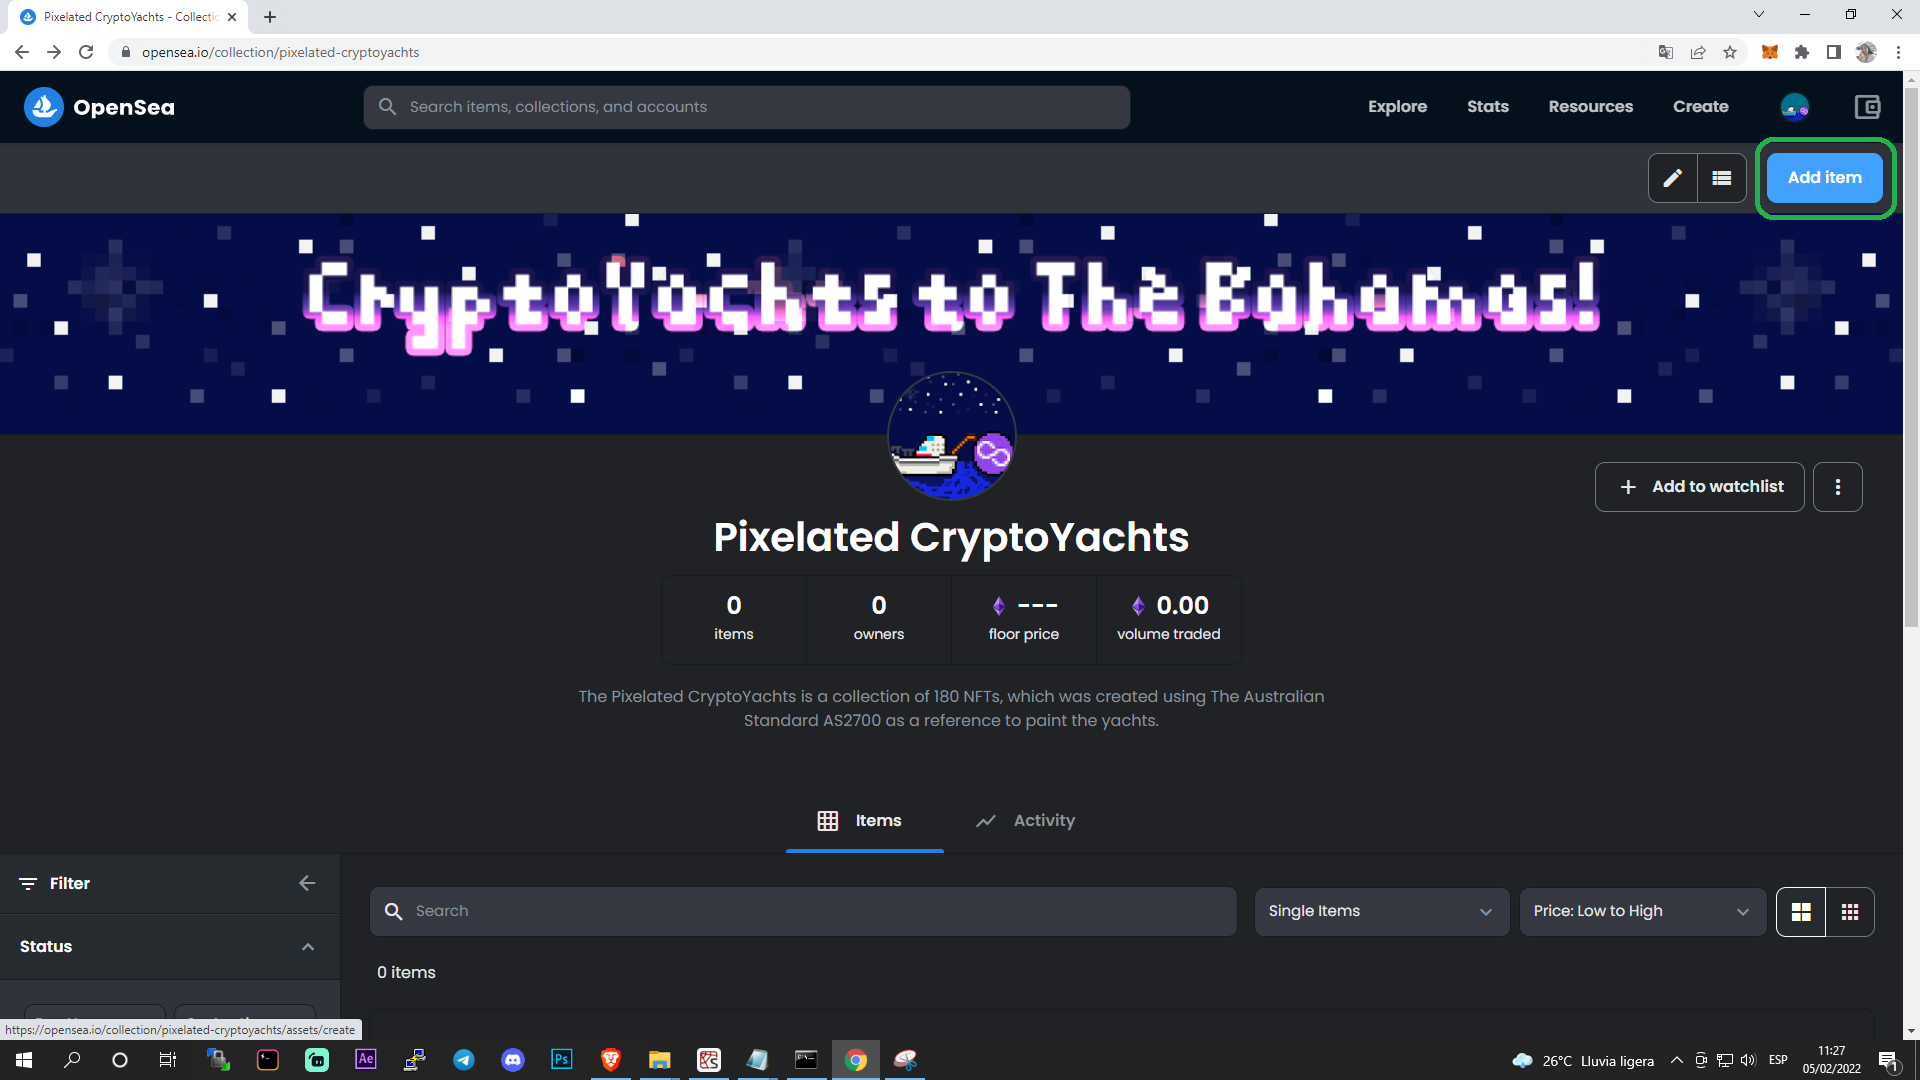 Pixelated CryptoYachts - Collectic
opensea.io/collection/pixelated-cryptoyachts
OpenSea
Search items, collections, and accounts
Explore
Stats
Resources
Create
Add item
CryptoYachts to The Bahamas!
Add to watchlist
Pixelated CryptoYachts
0
items
0
owners
---
floor price
0.00
volume traded
The Pixelated CryptoYachts is a collection of 180 NFTs, which was created using The Australian
Standard AS2700 as a reference to paint the yachts.
Items
Activity
Filter
Search
Single Items
Price: Low to High
Status
0 items
https://opensea.io/collection/pixelated-cryptoyachts/assets/create
Ae
Ps
26°C Lluvia ligera
ESP
11:27
05/02/2022
1